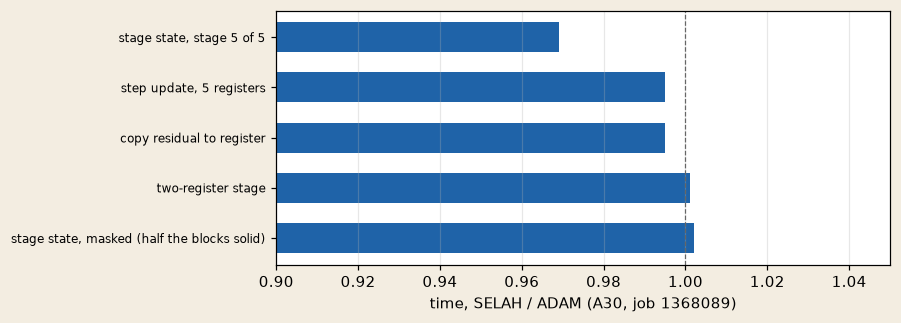 stage state, stage 5 of 5
step update, 5 registers
copy residual to register
two-register stage
stage state, masked (half the blocks solid)
0.90 0.92 0.94 0.96 0.98 1.00 1.02 1.04
time, SELAH / ADAM (A30, job 1368089)